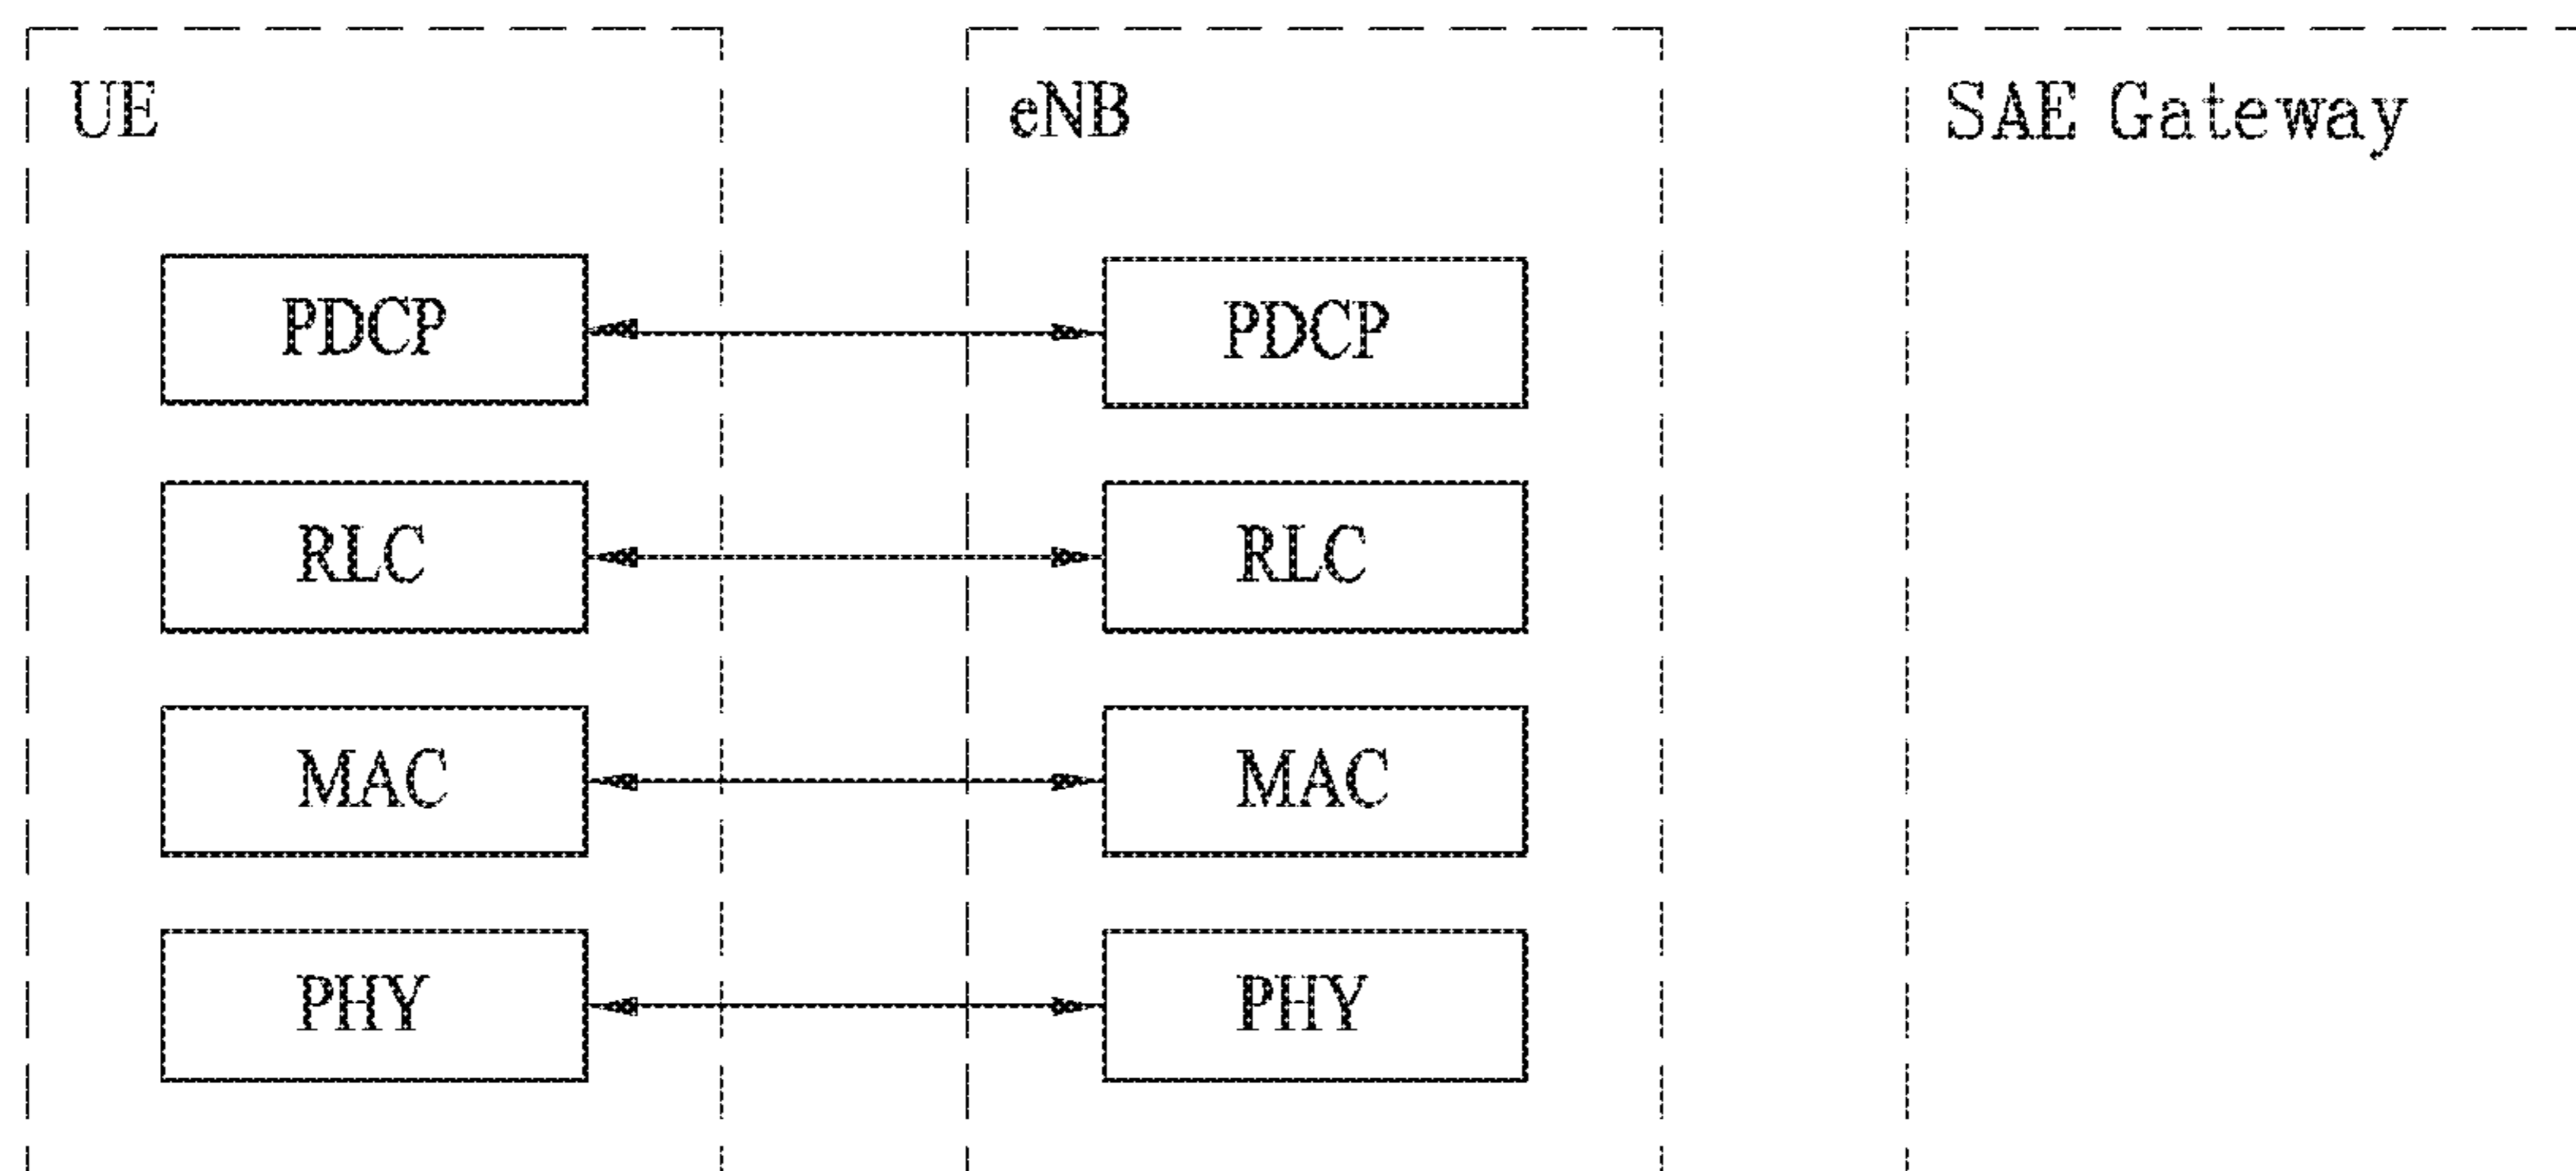 UE eNB SAE Gateway
PDCP PDCP
RLC RLC
MAC MAC
PHY PHY